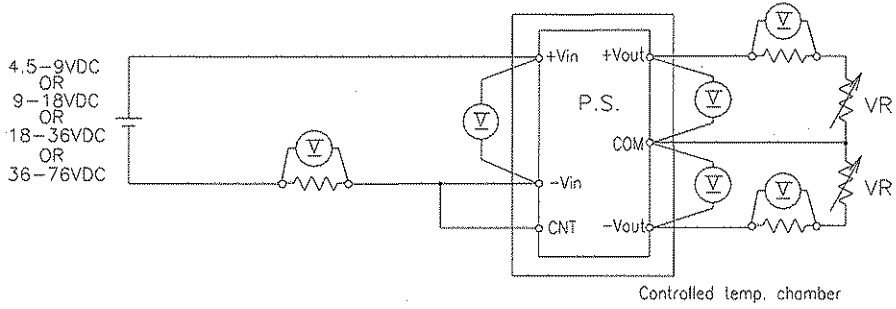 4.5-9VDC
OR
9-18VDC
OR
18-36VDC
OR
36-76VDC
V
V
+Vin
-Vin
CNT
P.S.
+Vout
COM
-Vout
V
V
V
V
VR
VR
Controlled temp. chamber